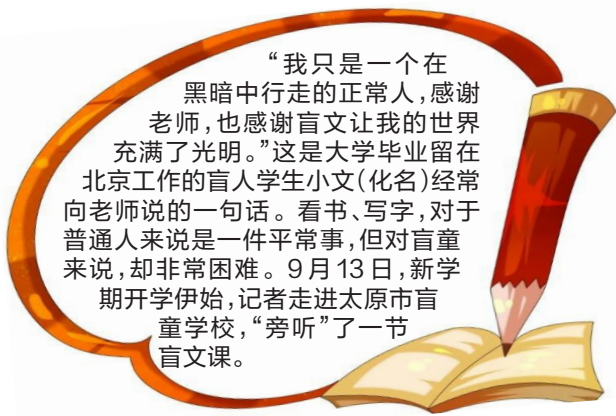 “我只是一个在
黑暗中行走的正常人,感谢
老师,也感谢盲文让我的世界
充满了光明。”这是大学毕业留在
北京工作的盲人学生小文(化名)经常
向老师说的一句话。看书、写字,对于
普通人来说是一件平常事,但对盲童
来说,却非常困难。9月13日,新学
期开学伊始,记者走进太原市盲
童学校,“旁听”了一节
盲文课。